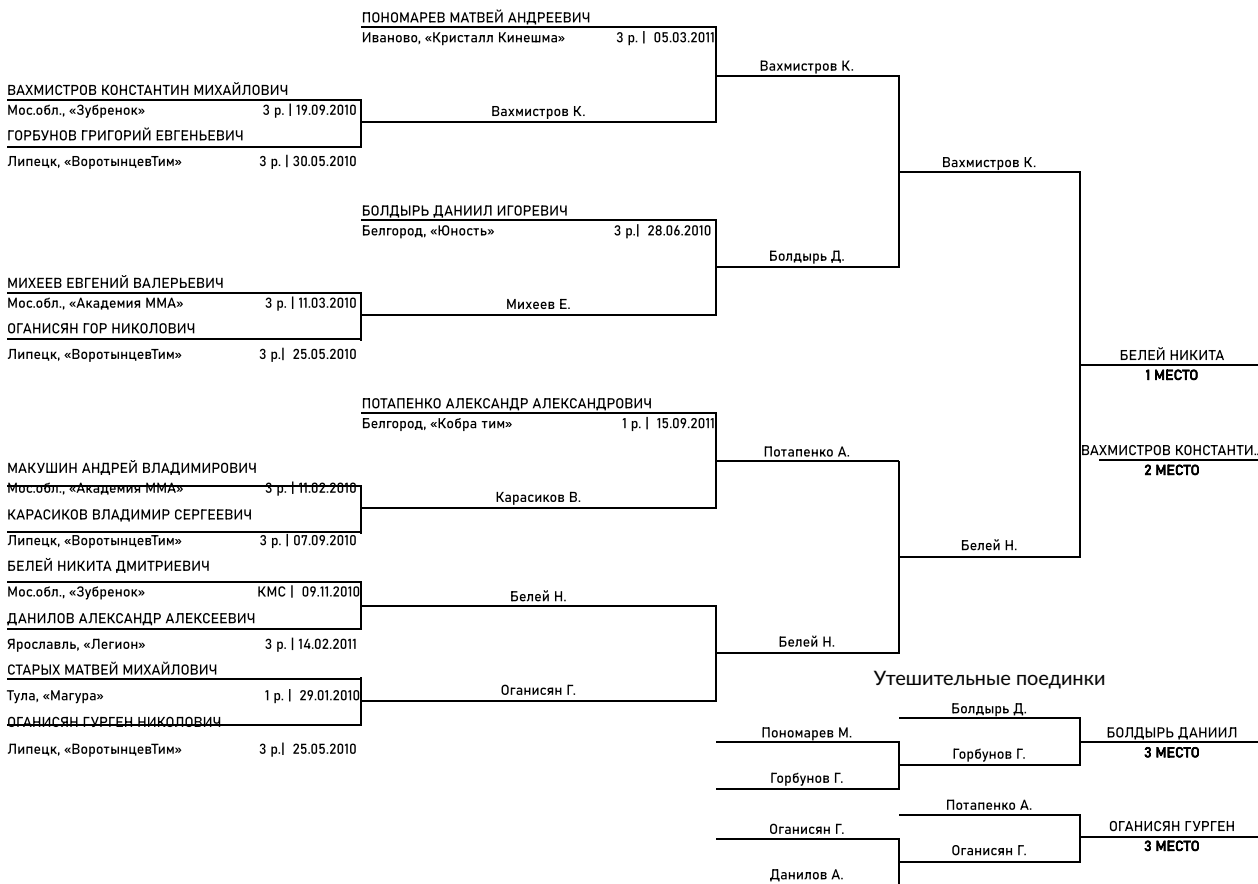 ПОНОМАРЕВ МАТВЕЙ АНДРЕЕВИЧ
Иваново, «Кристалл Кинешма» 3 р. | 05.03.2011
Вахмистров К.
ВАХМИСТРОВ КОНСТАНТИН МИХАЙЛОВИЧ
Мос.обл., «Зубренок» 3 р. | 19.09.2010
Вахмистров К.
ГОРБУНОВ ГРИГОРИЙ ЕВГЕНЬЕВИЧ
Липецк, «ВоротынцевТим» 3 р. | 30.05.2010
Вахмистров К.
БОЛДЫРЬ ДАНИИЛ ИГОРЕВИЧ
Белгород, «Юность» 3 р.| 28.06.2010
Болдырь Д.
МИХЕЕВ ЕВГЕНИЙ ВАЛЕРЬЕВИЧ
Мос.обл., «Академия ММА» 3 р. | 11.03.2010
Михеев Е.
ОГАНИСЯН ГОР НИКОЛОВИЧ
Липецк, «ВоротынцевТим» 3 р.| 25.05.2010
БЕЛЕЙ НИКИТА
1 МЕСТО
ПОТАПЕНКО АЛЕКСАНДР АЛЕКСАНДРОВИЧ
Белгород, «Кобра тим» 1 р. | 15.09.2011
Потапенко А.
ВАХМИСТРОВ КОНСТАНТИ..
2 МЕСТО
МАКУШИН АНДРЕЙ ВЛАДИМИРОВИЧ
Мос.обл., «Академия ММА» 3 р. | 11.02.2010
Карасиков В.
КАРАСИКОВ ВЛАДИМИР СЕРГЕЕВИЧ
Липецк, «ВоротынцевТим» 3 р. | 07.09.2010
Белей Н.
БЕЛЕЙ НИКИТА ДМИТРИЕВИЧ
Мос.обл., «Зубренок» КМС | 09.11.2010
Белей Н.
ДАНИЛОВ АЛЕКСАНДР АЛЕКСЕЕВИЧ
Ярославль, «Легион» 3 р. | 14.02.2011
Белей Н.
СТАРЫХ МАТВЕЙ МИХАЙЛОВИЧ
Тула, «Магура» 1 р. | 29.01.2010
Оганисян Г.
ОГАНИСЯН ГУРГЕН НИКОЛОВИЧ
Липецк, «ВоротынцевТим» 3 р.| 25.05.2010
Утешительные поединки
Болдырь Д.
Пономарев М.
БОЛДЫРЬ ДАНИИЛ
3 МЕСТО
Горбунов Г.
Горбунов Г.
Потапенко А.
Оганисян Г.
ОГАНИСЯН ГУРГЕН
3 МЕСТО
Оганисян Г.
Данилов А.